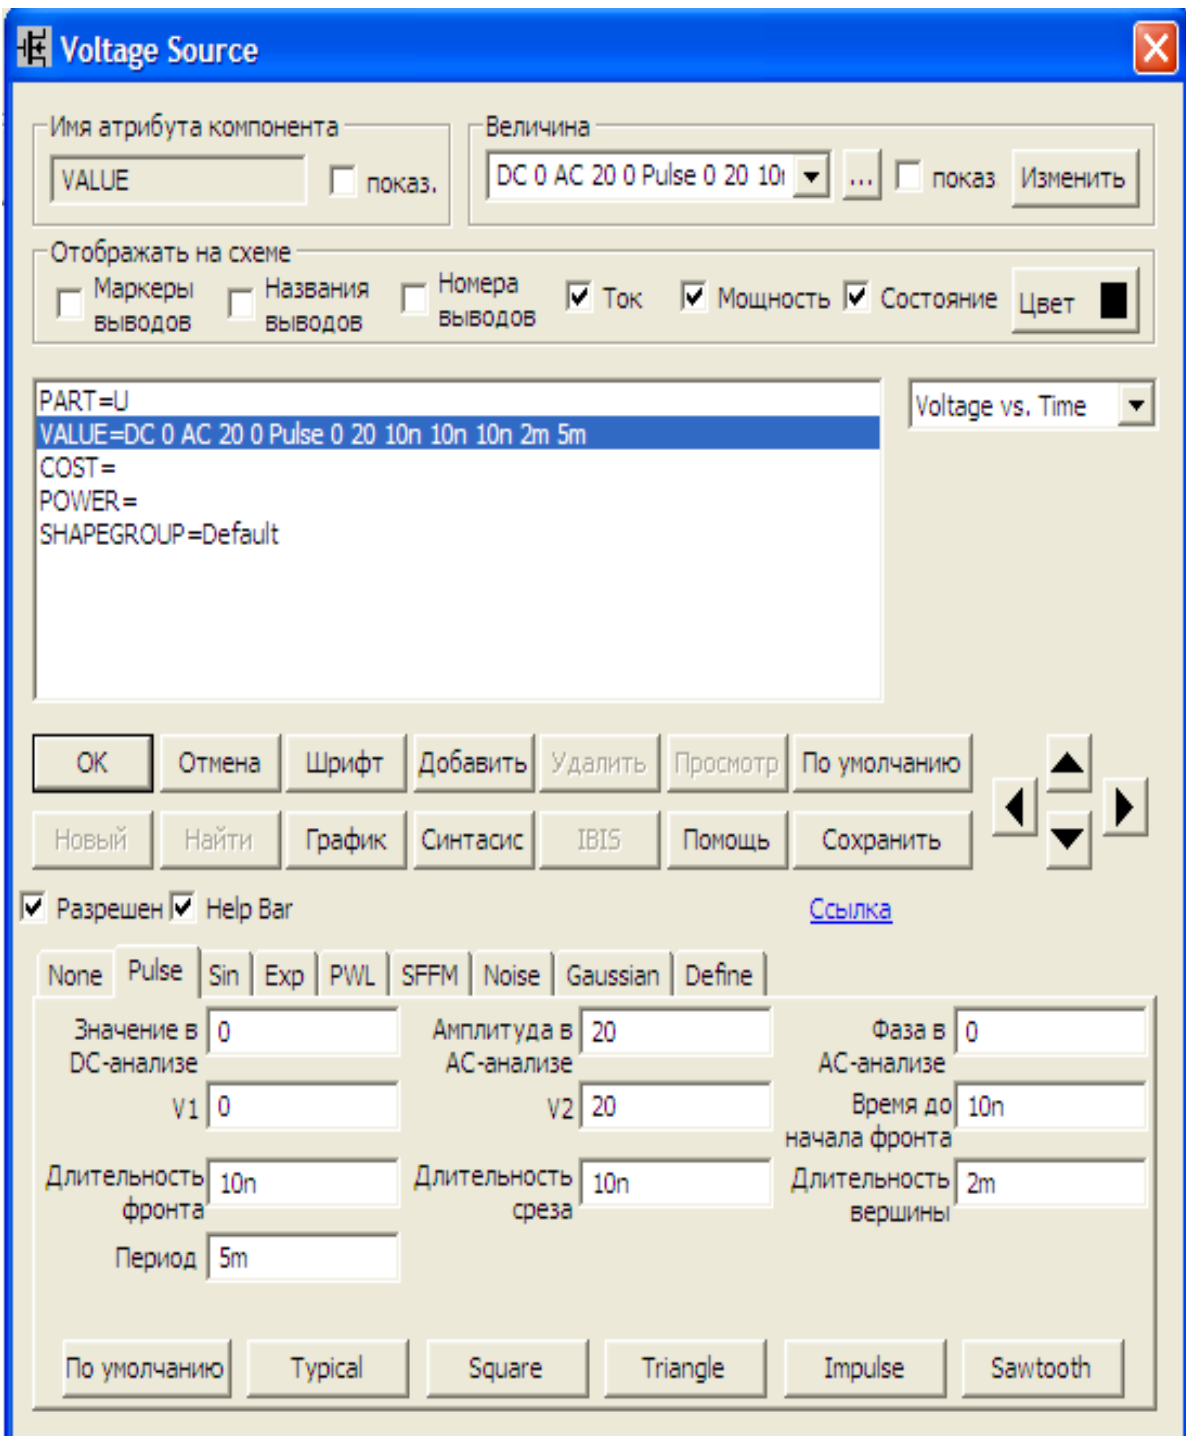 Voltage Source
Имя атрибута компонента
Величина
VALUE
показ.
DC 0 AC 20 0 Pulse 0 20 10
...
показ
Изменить
Отображать на схеме
Маркеры
выводов
Названия
выводов
Номера
выводов
Ток
Мощность
Состояние
Цвет
PART=U
VALUE=DC 0 AC 20 0 Pulse 0 20 10n 10n 10n 2m 5m
COST=
POWER=
SHAPEGROUP=Default
Voltage vs. Time
OK
Отмена
Шрифт
Добавить
Удалить
Просмотр
По умолчанию
Новый
Найти
График
Синтасис
IBIS
Помощь
Сохранить
Разрешен
Help Bar
Ссылка
None
Pulse
Sin
Exp
PWL
SFFM
Noise
Gaussian
Define
Значение в
DC-анализе
0
Амплитуда в
AC-анализе
20
Фаза в
AC-анализе
0
V1
0
V2
20
Время до
начала фронта
10n
Длительность
фронта
10n
Длительность
среза
10n
Длительность
вершины
2m
Период
5m
По умолчанию
Typical
Square
Triangle
Impulse
Sawtooth